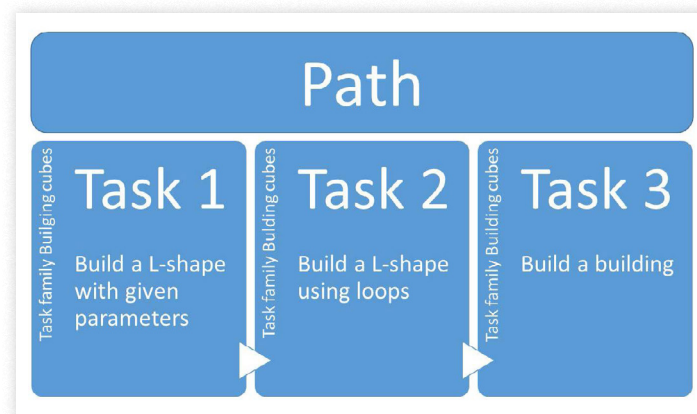 Path
Task family Builging cubes
Task 1
Build a L-shape
with given
parameters
Task family Bulding cubes
Task 2
Build a L-shape
using loops
Task family Building cubes
Task 3
Build a building